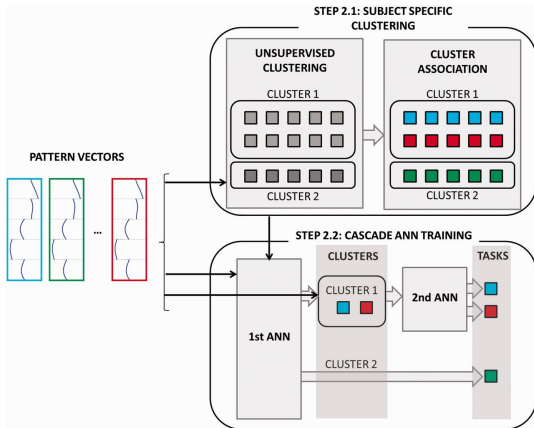 STEP 2.1: SUBJECT SPECIFIC
CLUSTERING
UNSUPERVISED
CLUSTERING
CLUSTER 1
CLUSTER 2
CLUSTER
ASSOCIATION
CLUSTER 1
CLUSTER 2
PATTERN VECTORS
...
STEP 2.2: CASCADE ANN TRAINING
CLUSTERS
TASKS
CLUSTER 1
1st ANN
2nd ANN
CLUSTER 2